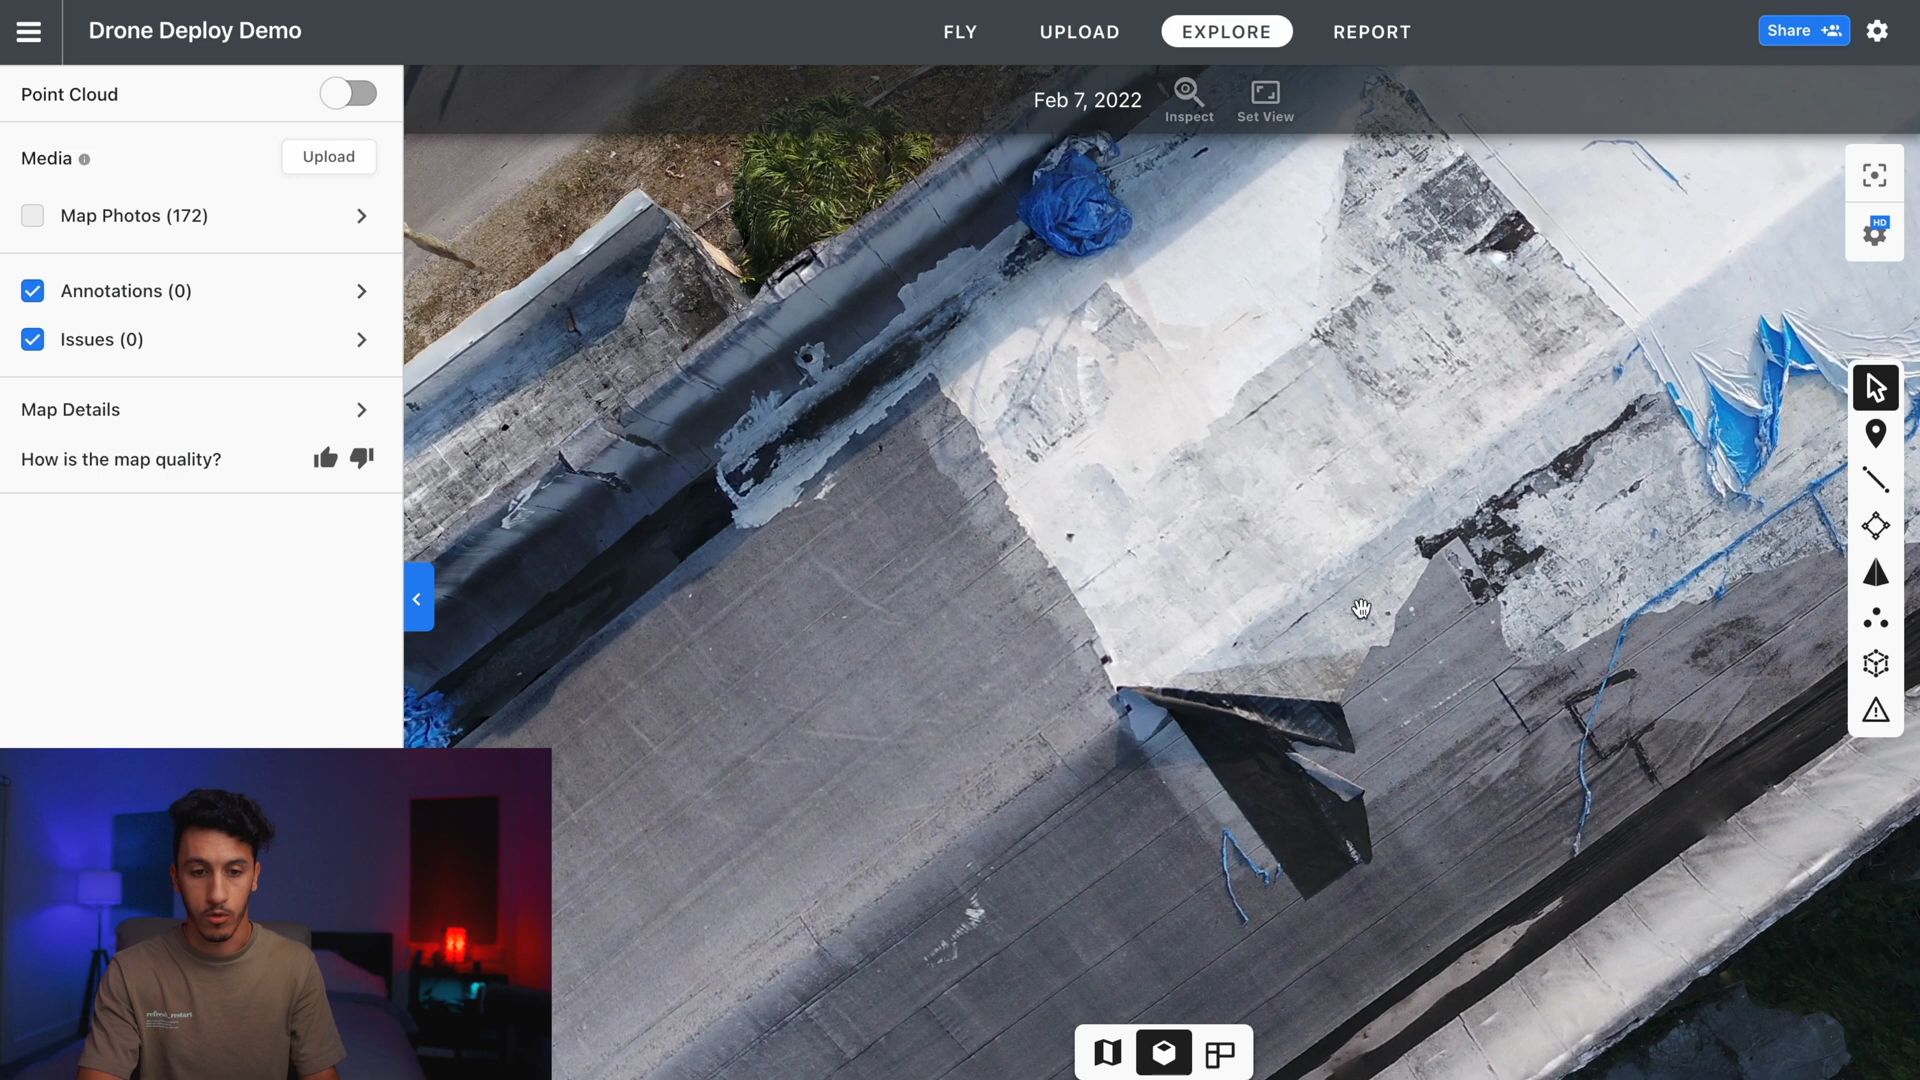 Drone Deploy Demo
FLY
UPLOAD
EXPLORE
REPORT
Share
Point Cloud
Media
Upload
Map Photos (172)
Annotations (0)
Issues (0)
Map Details
How is the map quality?
Feb 7, 2022
Inspect
Set View
HD
refresh_restart